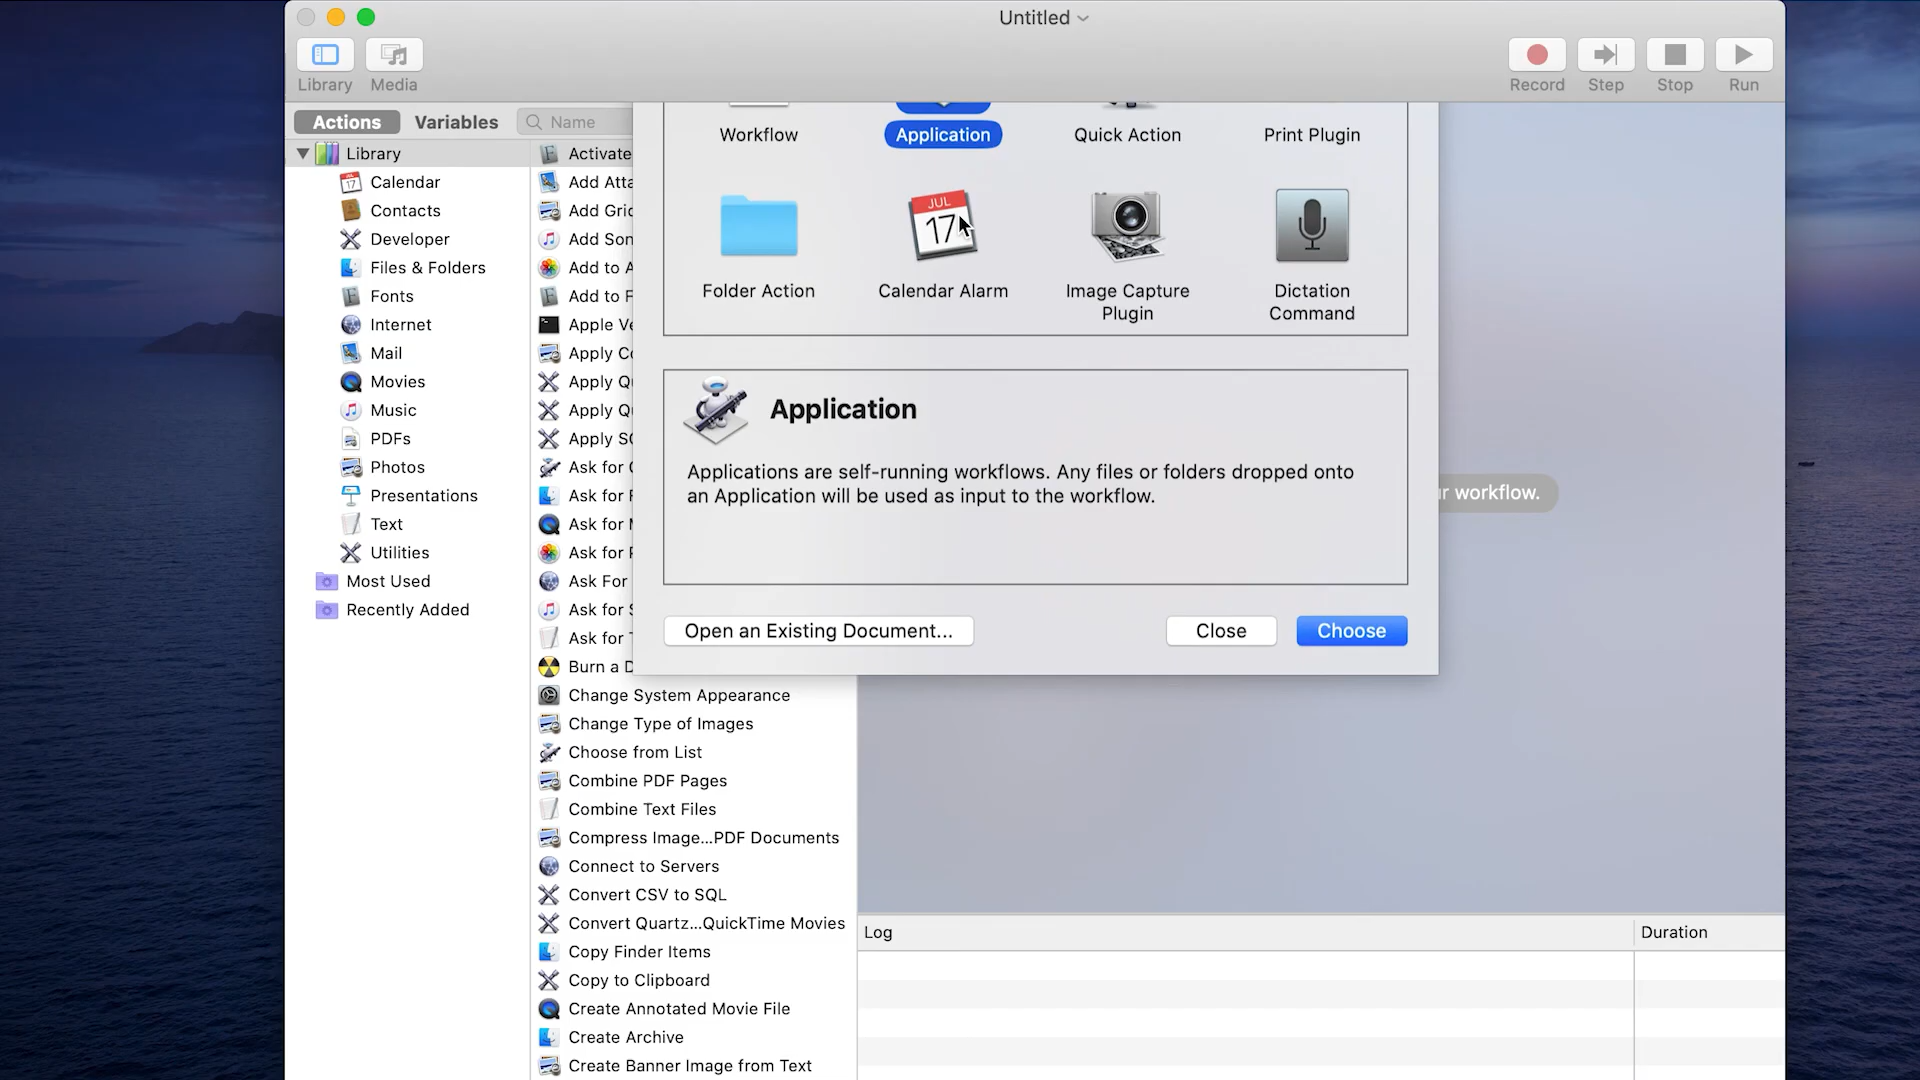 Untitled
Library
Media
Record
Step
Stop
Run
Actions
Variables
Name
Library
Calendar
Contacts
Developer
Files & Folders
Fonts
Internet
Mail
Movies
Music
PDFs
Photos
Presentations
Text
Utilities
Most Used
Recently Added
Activate
Add Atta
Add Grid
Add Son
Add to A
Add to F
Apple Ve
Apply Co
Apply Qu
Apply Qu
Apply SQ
Ask for
Ask for
Ask for
Ask for
Ask For
Ask for
Ask for
Burn a D
Change System Appearance
Change Type of Images
Choose from List
Combine PDF Pages
Combine Text Files
Compress Image...PDF Documents
Connect to Servers
Convert CSV to SQL
Convert Quartz...QuickTime Movies
Copy Finder Items
Copy to Clipboard
Create Annotated Movie File
Create Archive
Create Banner Image from Text
Workflow
Application
Quick Action
Print Plugin
JUL
17
Folder Action
Calendar Alarm
Image Capture
Plugin
Dictation
Command
Application
Applications are self-running workflows. Any files or folders dropped onto
an Application will be used as input to the workflow.
Open an Existing Document...
Close
Choose
r workflow.
Log
Duration